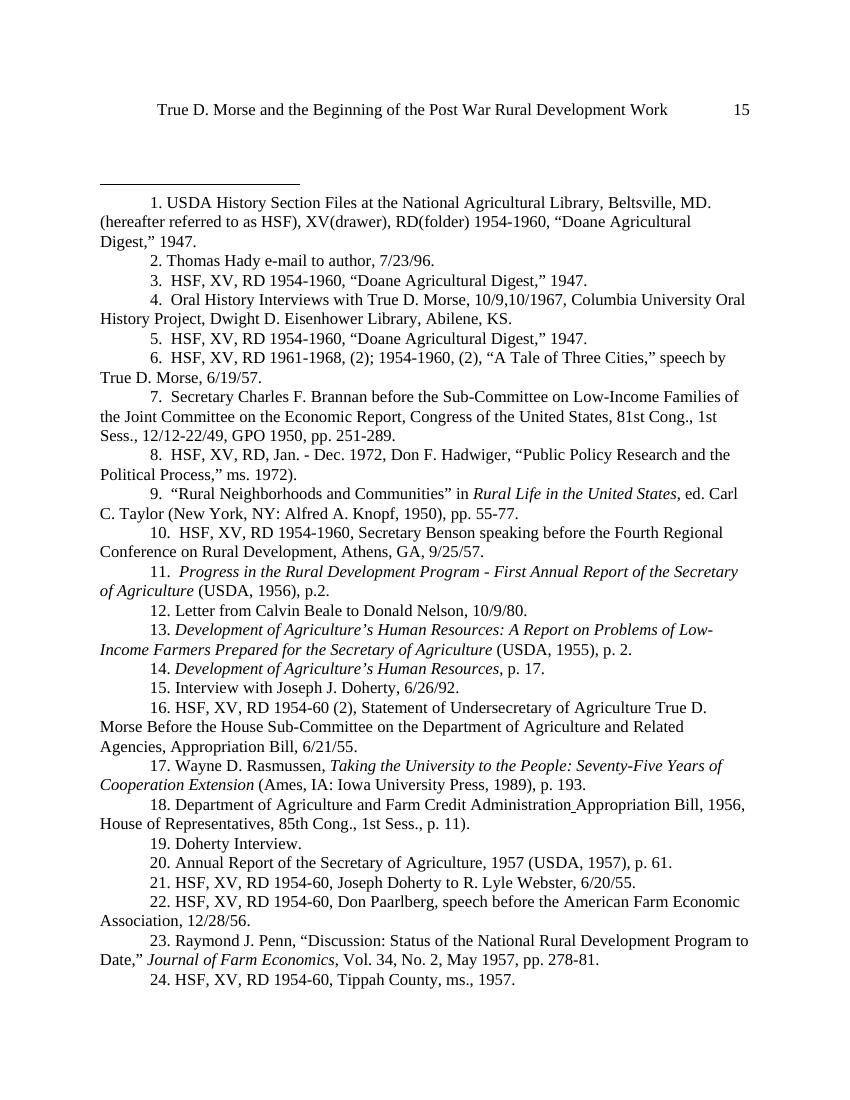 True D. Morse and the Beginning of the Post War Rural Development Work 15
1. USDA History Section Files at the National Agricultural Library, Beltsville, MD.
(hereafter referred to as HSF), XV(drawer), RD(folder) 1954-1960, “Doane Agricultural
Digest,” 1947.
2. Thomas Hady e-mail to author, 7/23/96.
3. HSF, XV, RD 1954-1960, “Doane Agricultural Digest,” 1947.
4. Oral History Interviews with True D. Morse, 10/9,10/1967, Columbia University Oral
History Project, Dwight D. Eisenhower Library, Abilene, KS.
5. HSF, XV, RD 1954-1960, “Doane Agricultural Digest,” 1947.
6. HSF, XV, RD 1961-1968, (2); 1954-1960, (2), “A Tale of Three Cities,” speech by
True D. Morse, 6/19/57.
7. Secretary Charles F. Brannan before the Sub-Committee on Low-Income Families of
the Joint Committee on the Economic Report, Congress of the United States, 81st Cong., 1st
Sess., 12/12-22/49, GPO 1950, pp. 251-289.
8. HSF, XV, RD, Jan. - Dec. 1972, Don F. Hadwiger, “Public Policy Research and the
Political Process,” ms. 1972).
9. “Rural Neighborhoods and Communities” in Rural Life in the United States, ed. Carl
C. Taylor (New York, NY: Alfred A. Knopf, 1950), pp. 55-77.
10. HSF, XV, RD 1954-1960, Secretary Benson speaking before the Fourth Regional
Conference on Rural Development, Athens, GA, 9/25/57.
11. Progress in the Rural Development Program - First Annual Report of the Secretary
of Agriculture (USDA, 1956), p.2.
12. Letter from Calvin Beale to Donald Nelson, 10/9/80.
13. Development of Agriculture’s Human Resources: A Report on Problems of Low-
Income Farmers Prepared for the Secretary of Agriculture (USDA, 1955), p. 2.
14. Development of Agriculture’s Human Resources, p. 17.
15. Interview with Joseph J. Doherty, 6/26/92.
16. HSF, XV, RD 1954-60 (2), Statement of Undersecretary of Agriculture True D.
Morse Before the House Sub-Committee on the Department of Agriculture and Related
Agencies, Appropriation Bill, 6/21/55.
17. Wayne D. Rasmussen, Taking the University to the People: Seventy-Five Years of
Cooperation Extension (Ames, IA: Iowa University Press, 1989), p. 193.
18. Department of Agriculture and Farm Credit Administration Appropriation Bill, 1956,
House of Representatives, 85th Cong., 1st Sess., p. 11).
19. Doherty Interview.
20. Annual Report of the Secretary of Agriculture, 1957 (USDA, 1957), p. 61.
21. HSF, XV, RD 1954-60, Joseph Doherty to R. Lyle Webster, 6/20/55.
22. HSF, XV, RD 1954-60, Don Paarlberg, speech before the American Farm Economic
Association, 12/28/56.
23. Raymond J. Penn, “Discussion: Status of the National Rural Development Program to
Date,” Journal of Farm Economics, Vol. 34, No. 2, May 1957, pp. 278-81.
24. HSF, XV, RD 1954-60, Tippah County, ms., 1957.